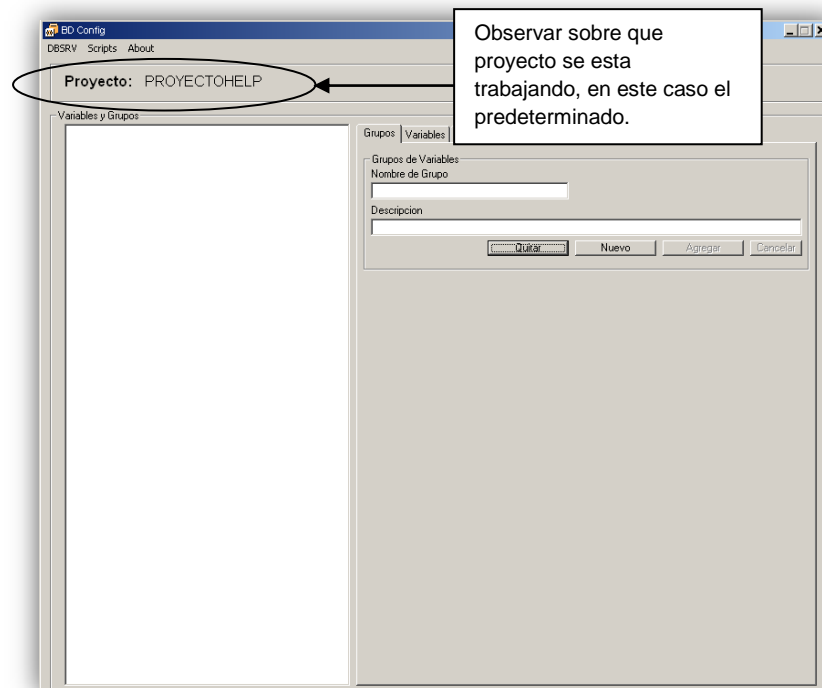 BD Config
DBSRV Scripts About
Observar sobre que
proyecto se esta
trabajando, en este caso el
predeterminado.
Proyecto: PROYECTOHELP
Variables y Grupos
Grupos Variables
Grupos de Variables
Nombre de Grupo
Descripcion
Quitar Nuevo Agregar Cancelar